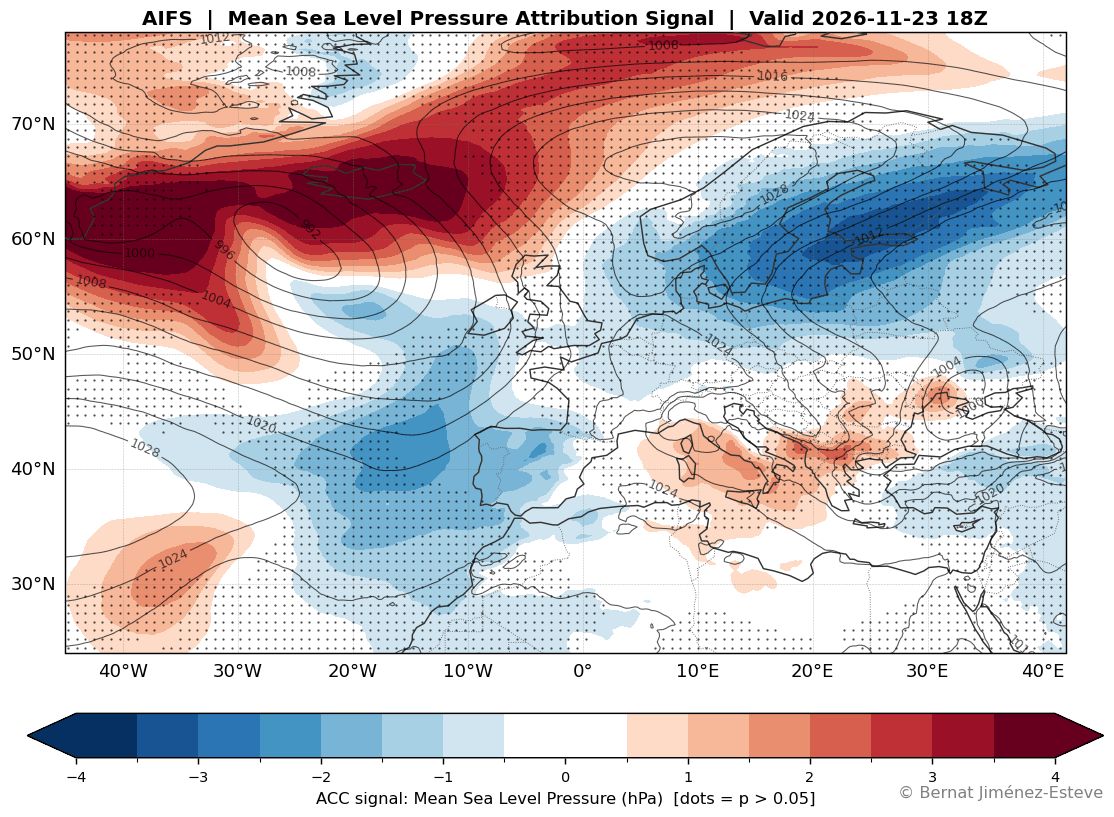 AIFS | Mean Sea Level Pressure Attribution Signal | Valid 2026-11-23 18Z
1012
1008
1008
1016
70°N
1024
1028
992
60°N
996
1000
1012
1008
1004
50°N
1024
1004
1000
1020
1028
40°N
1024
1020
1024
30°N
1016
40°W 30°W 20°W 10°W 0° 10°E 20°E 30°E 40°E
−4 −3 −2 −1 0 1 2 3 4
ACC signal: Mean Sea Level Pressure (hPa) [dots = p > 0.05]
© Bernat Jiménez-Esteve